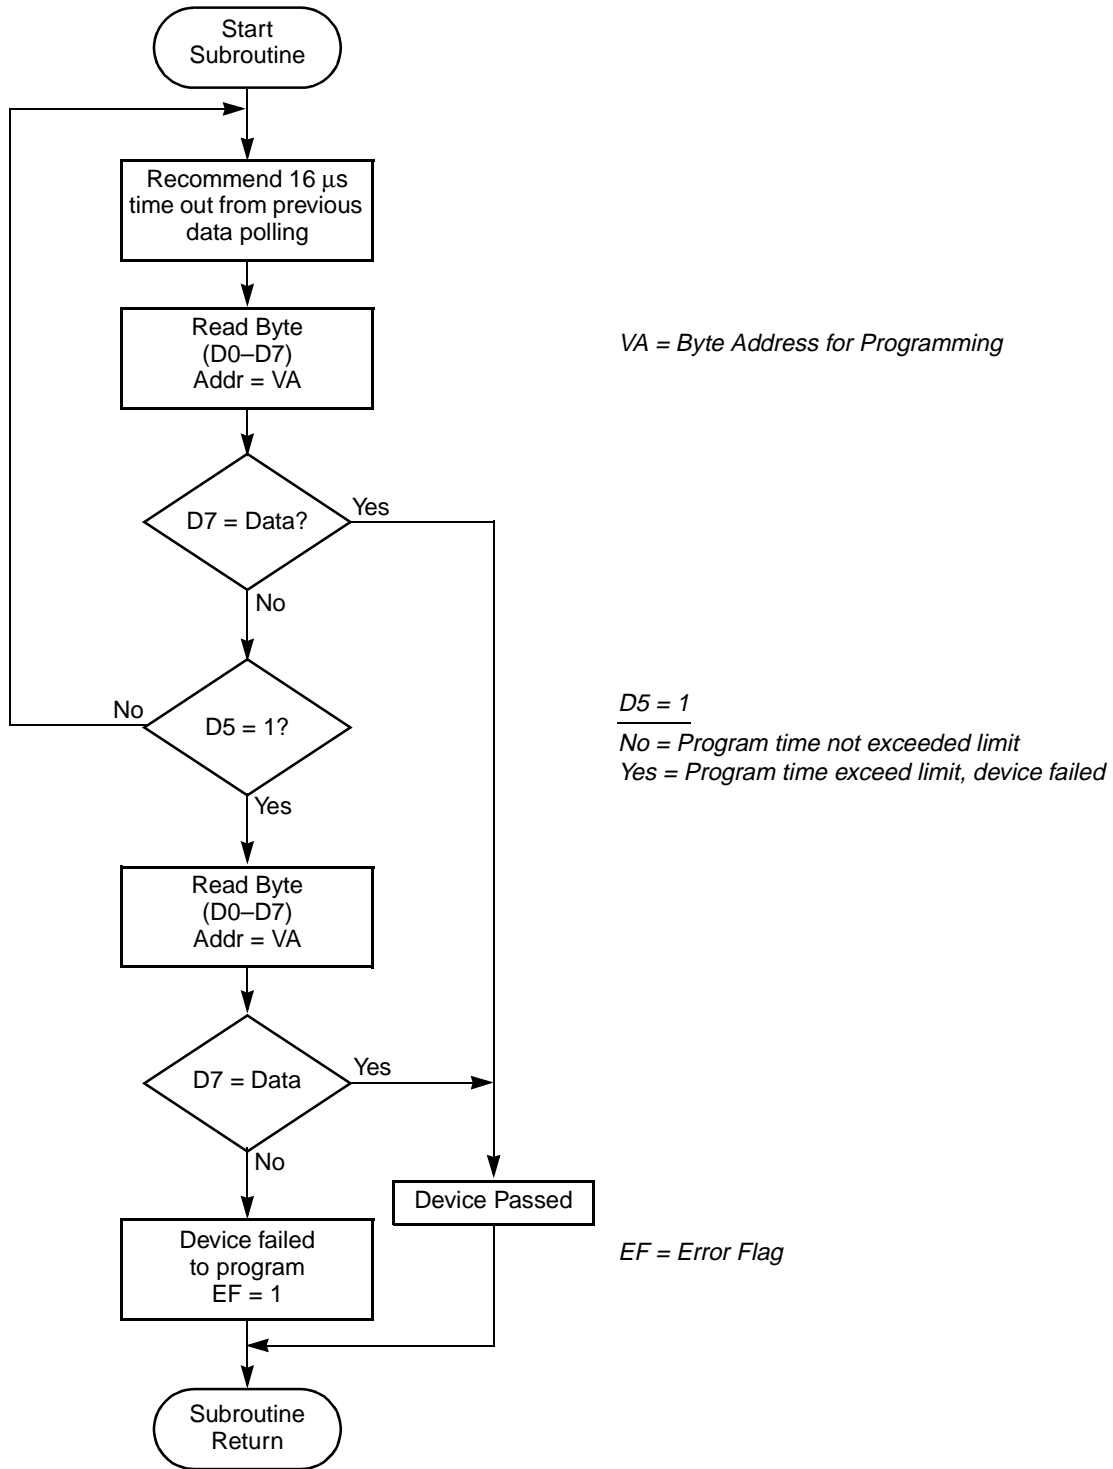 Start
Subroutine
Recommend 16 μs
time out from previous
data polling
Read Byte
(D0–D7)
Addr = VA
VA = Byte Address for Programming
D7 = Data?
Yes
No
D5 = 1?
No
Yes
D5 = 1
No = Program time not exceeded limit
Yes = Program time exceed limit, device failed
Read Byte
(D0–D7)
Addr = VA
D7 = Data
Yes
No
Device Passed
Device failed
to program
EF = 1
EF = Error Flag
Subroutine
Return